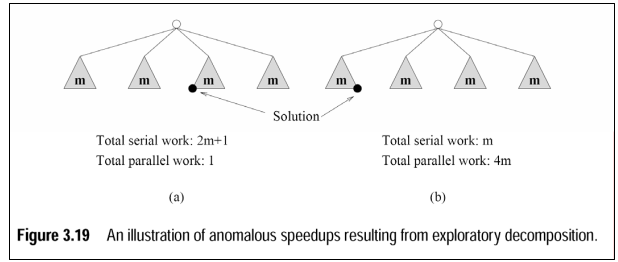 m m m m m m m m
Solution
Total serial work: 2m+1 Total serial work: m
Total parallel work: 1 Total parallel work: 4m
(a) (b)
Figure 3.19 An illustration of anomalous speedups resulting from exploratory decomposition.